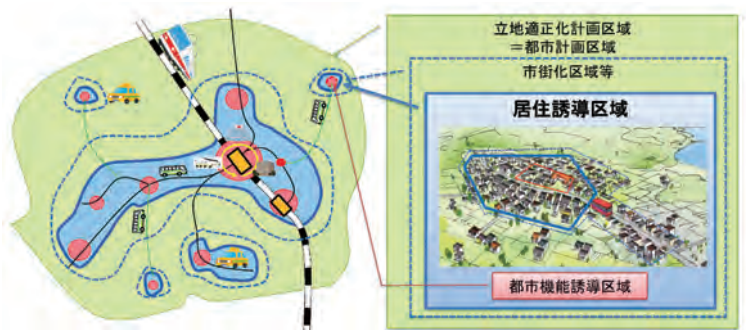 立地適正化計画区域
＝都市計画区域
市街化区域等
居住誘導区域
都市機能誘導区域